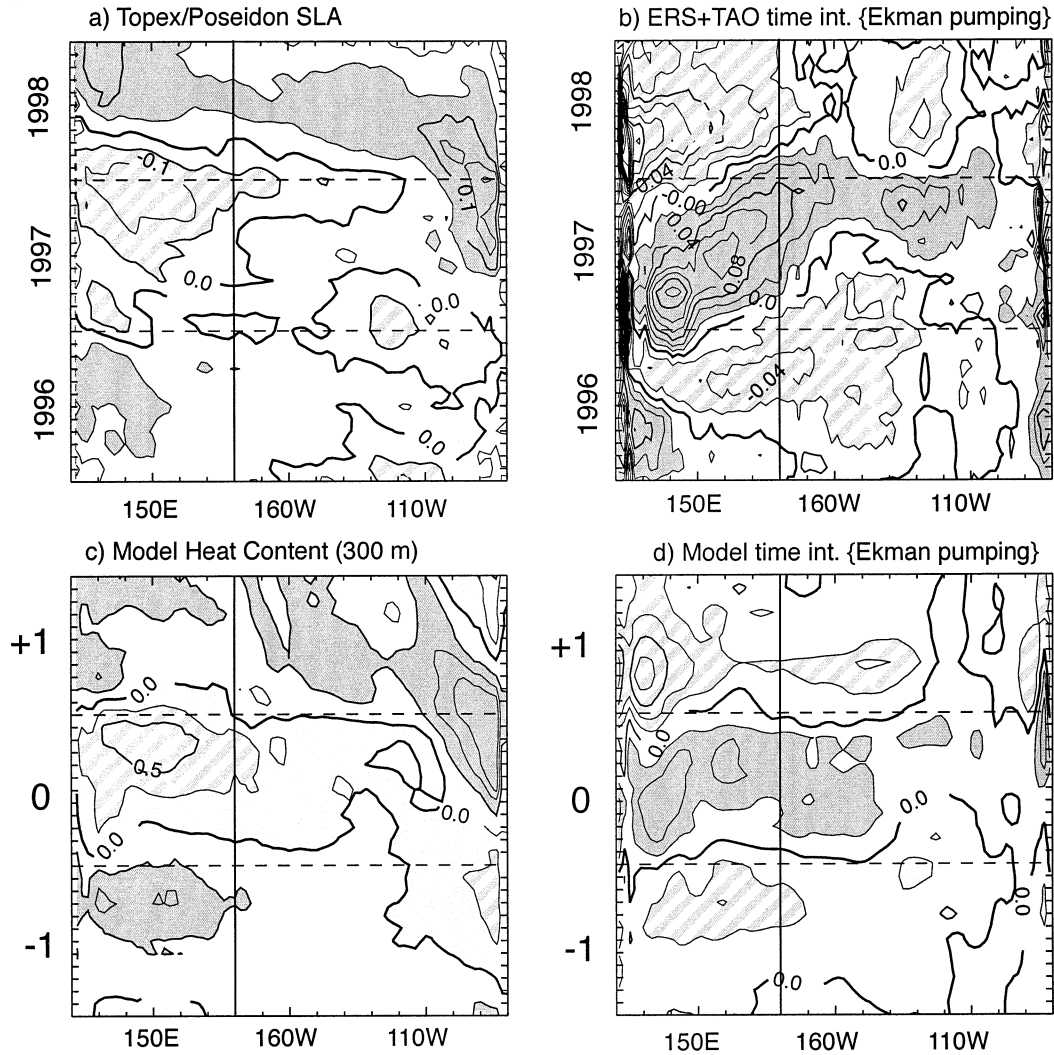 a) Topex/Poseidon SLA
b) ERS+TAO time int. {Ekman pumping}
1998
1997
1996
-0.1
0.1
0.0
0.0
0.0
150E
160W
110W
1998
1997
1996
0.0
-0.04
-0.00
0.04
0.08
0.0
-0.04
150E
160W
110W
c) Model Heat Content (300 m)
d) Model time int. {Ekman pumping}
+1
0
-1
0.0
0.5
0.0
0.0
150E
160W
110W
+1
0
-1
0.0
0.0
0.0
0.0
150E
160W
110W